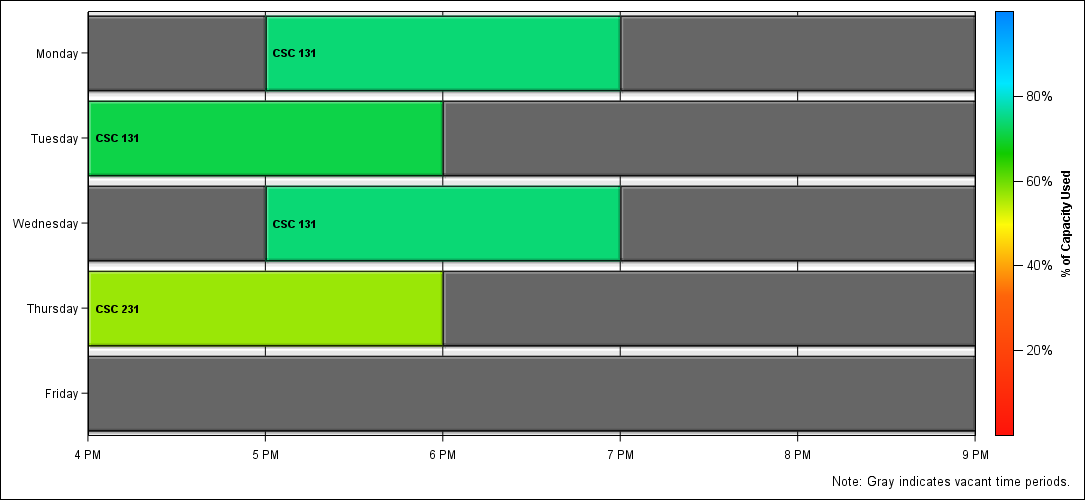 Monday
CSC 131
Tuesday
CSC 131
Wednesday
CSC 131
Thursday
CSC 231
Friday
4 PM 5 PM 6 PM 7 PM 8 PM 9 PM
80%
60%
40%
20%
% of Capacity Used
Note: Gray indicates vacant time periods.